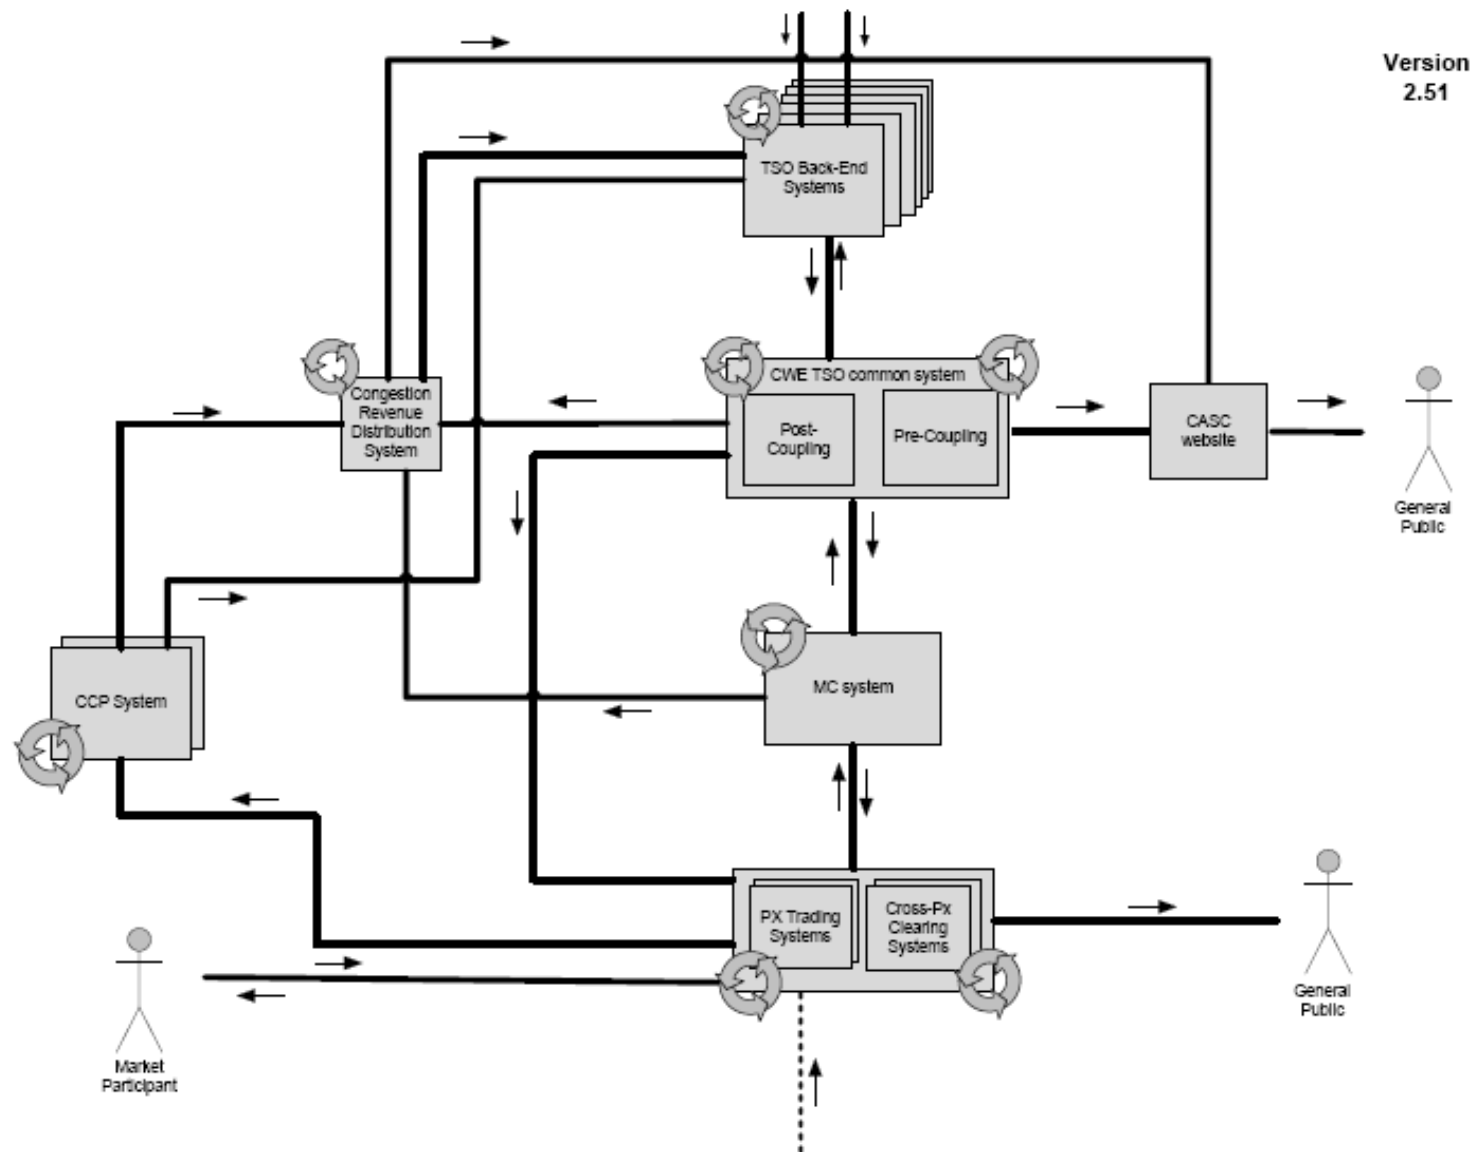 Version
2.51
TSO Back-End
Systems
CWE TSO common system
Congestion
Revenue
Distribution
System
Post-
Coupling
Pre-Coupling
CASC
website
General
Public
CCP System
MC system
PX Trading
Systems
Cross-Px
Clearing
Systems
General
Public
Market
Participant